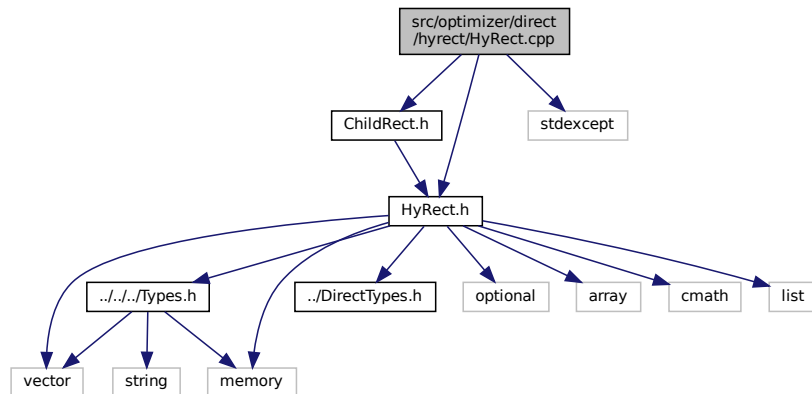 src/optimizer/direct
/hyrect/HyRect.cpp
ChildRect.h
stdexcept
HyRect.h
../../../Types.h
../DirectTypes.h
optional
array
cmath
list
vector
string
memory